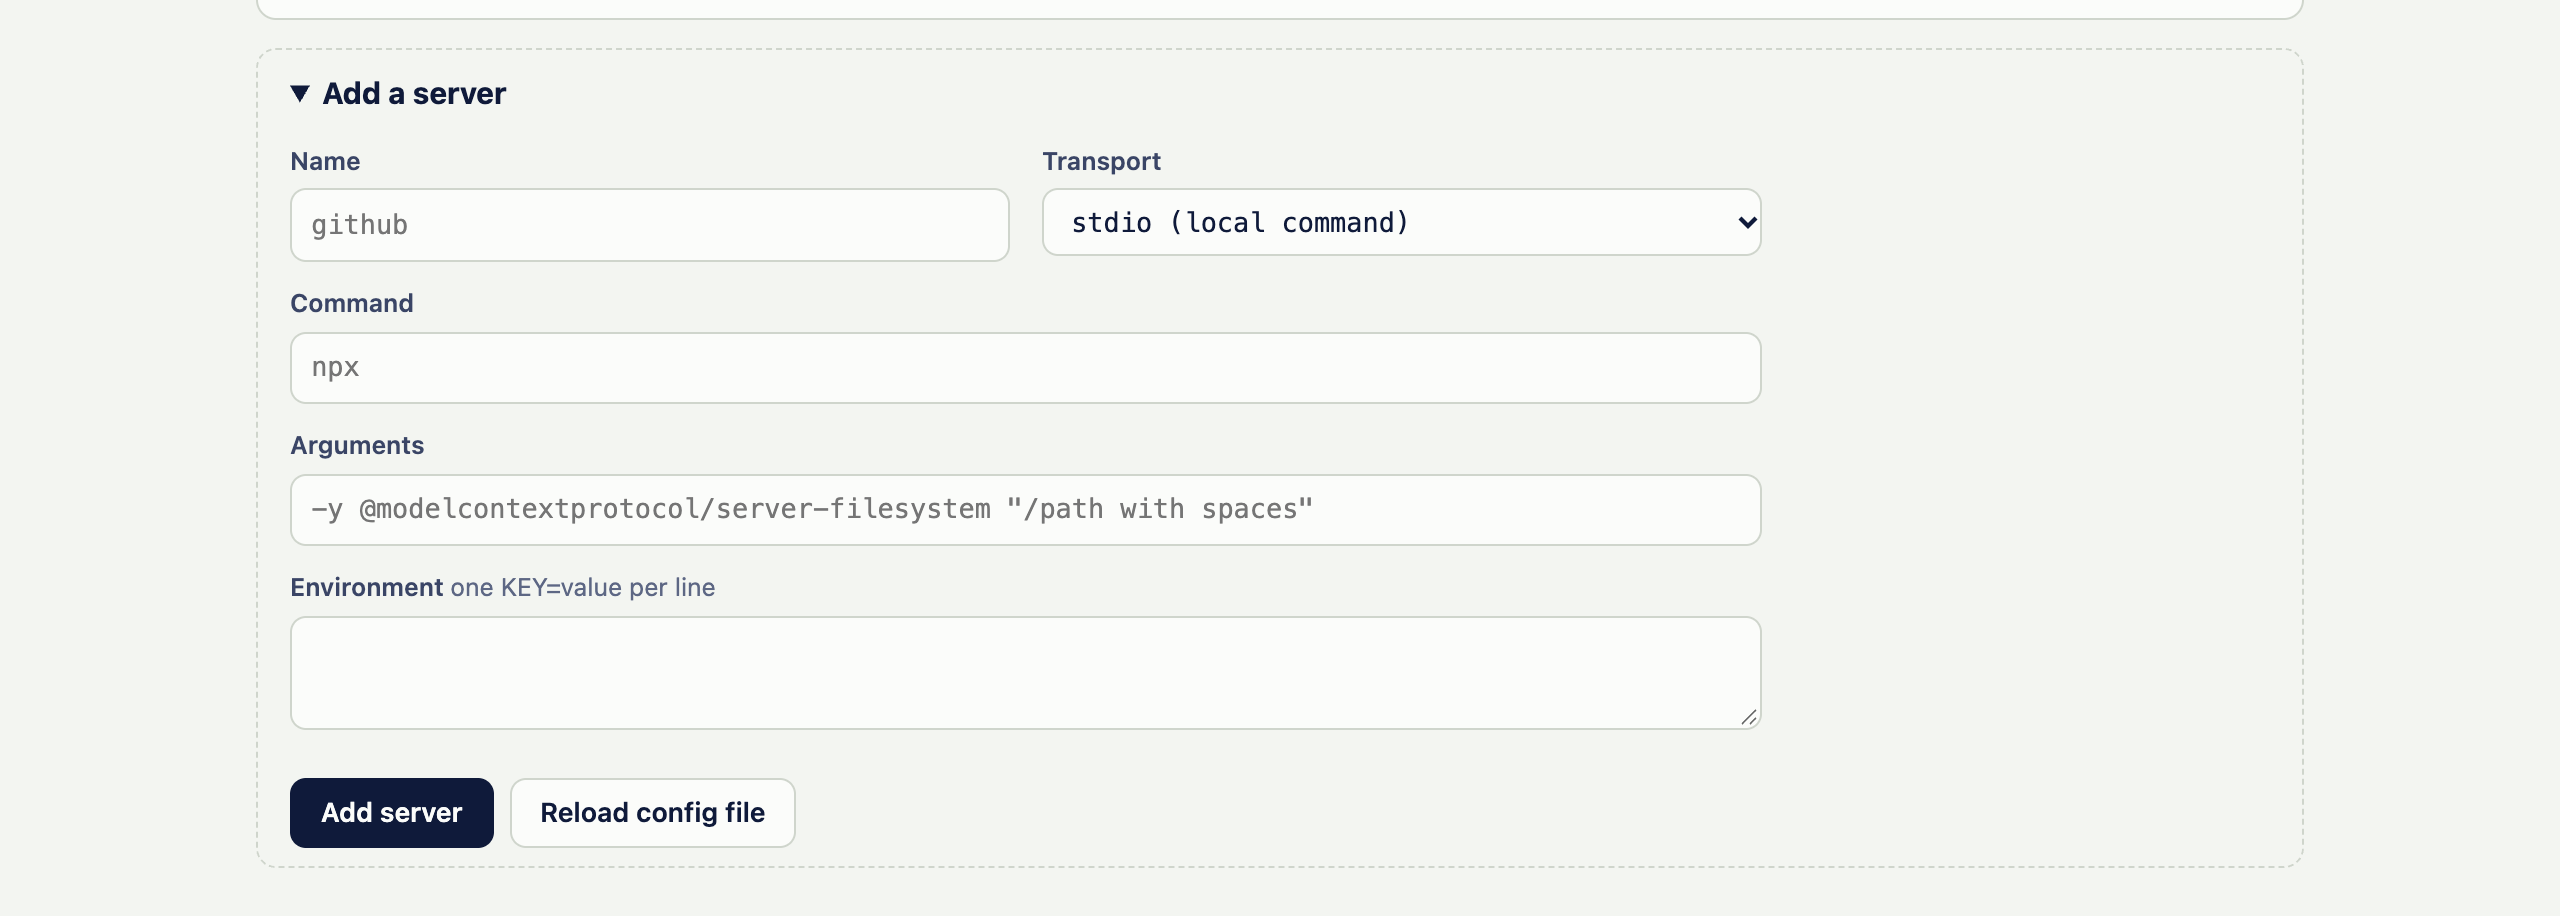 Add a server
Name
Transport
github
stdio (local command)
Command
npx
Arguments
-y @modelcontextprotocol/server-filesystem "/path with spaces"
Environment one KEY=value per line
Add server
Reload config file